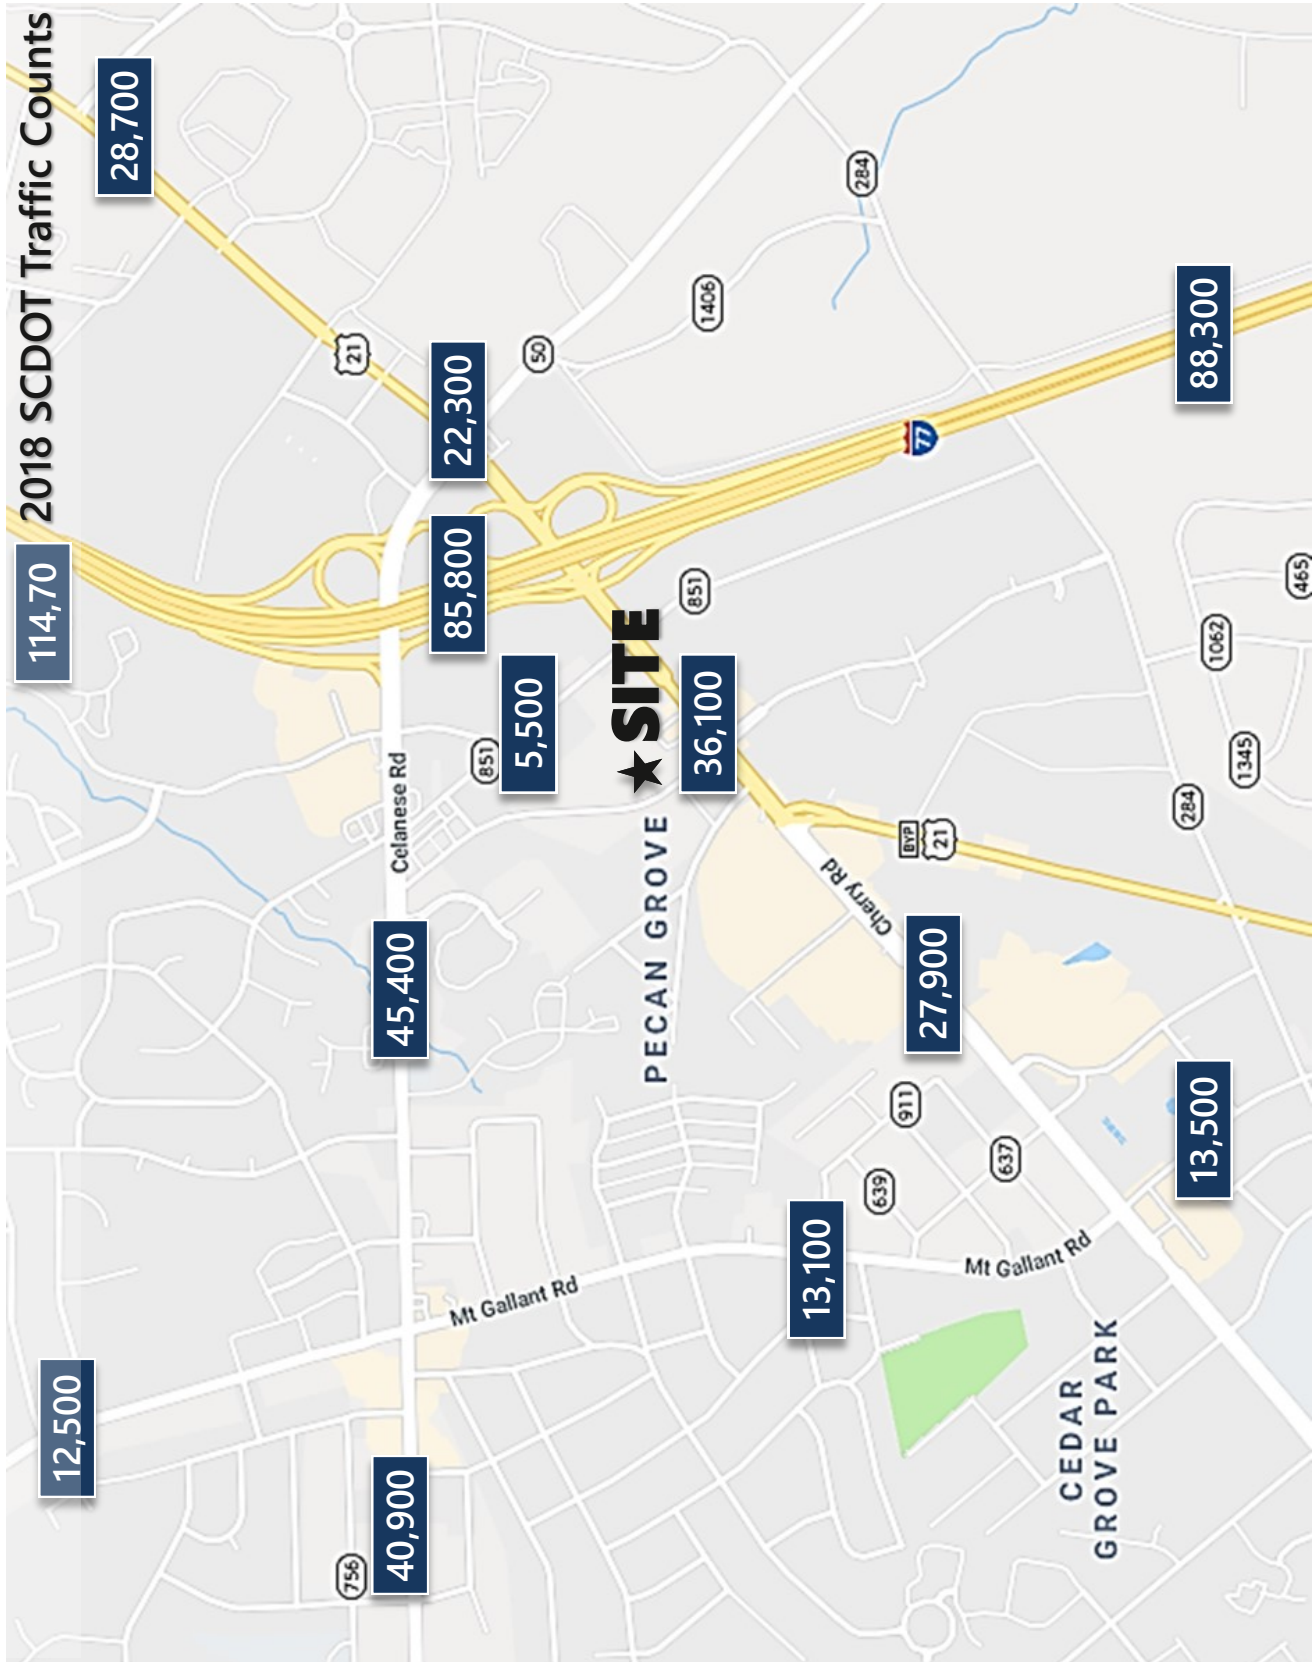 2018 SCDOT Traffic Counts
12,500
114,70
28,700
756
21
40,900
45,400
Celanese Rd
85,800
22,300
851
Mt Gallant Rd
5,500
50
SITE
PECAN GROVE
851
36,100
1406
13,100
Cherry Rd
284
639
911
BYP
21
77
27,900
637
Mt Gallant Rd
CEDAR
GROVE PARK
284
13,500
88,300
1062
1345
465